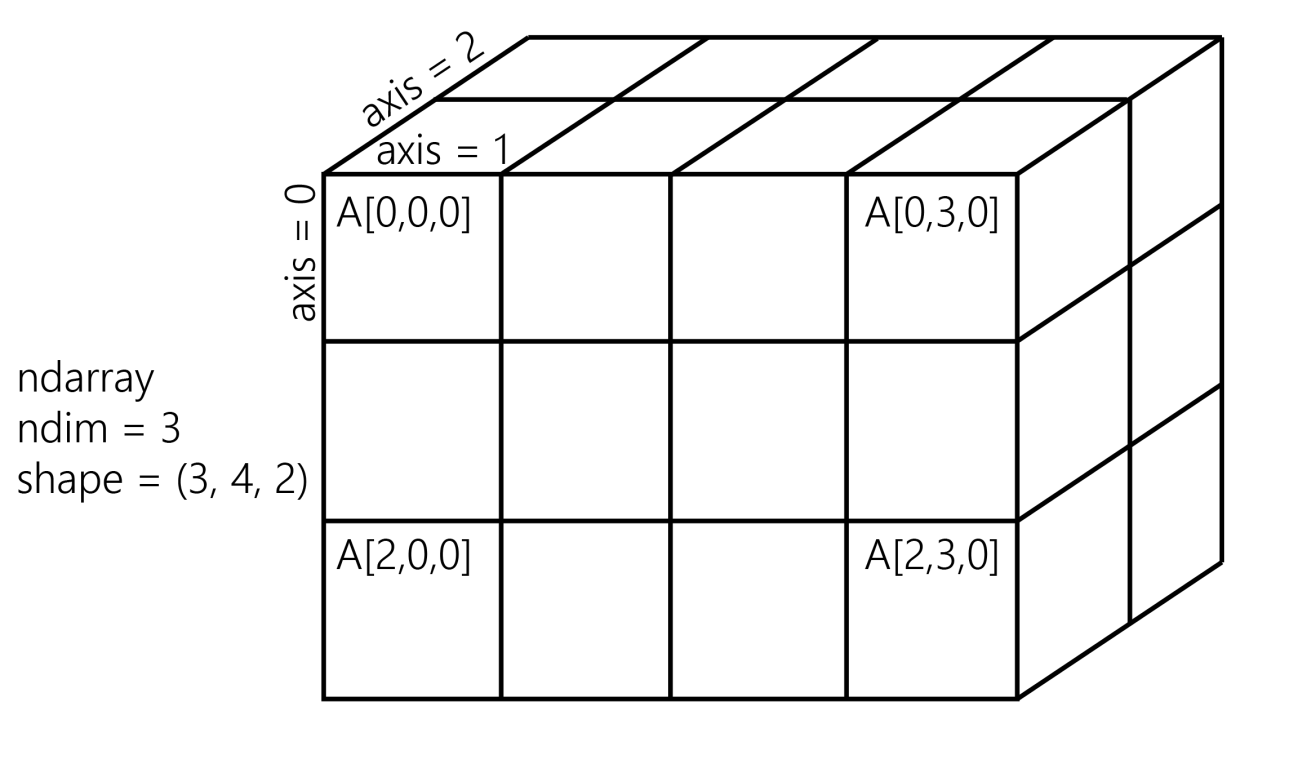 axis = 2
axis = 1
axis = 0
A[0,0,0]
A[0,3,0]
ndarray
ndim = 3
shape = (3, 4, 2)
A[2,0,0]
A[2,3,0]